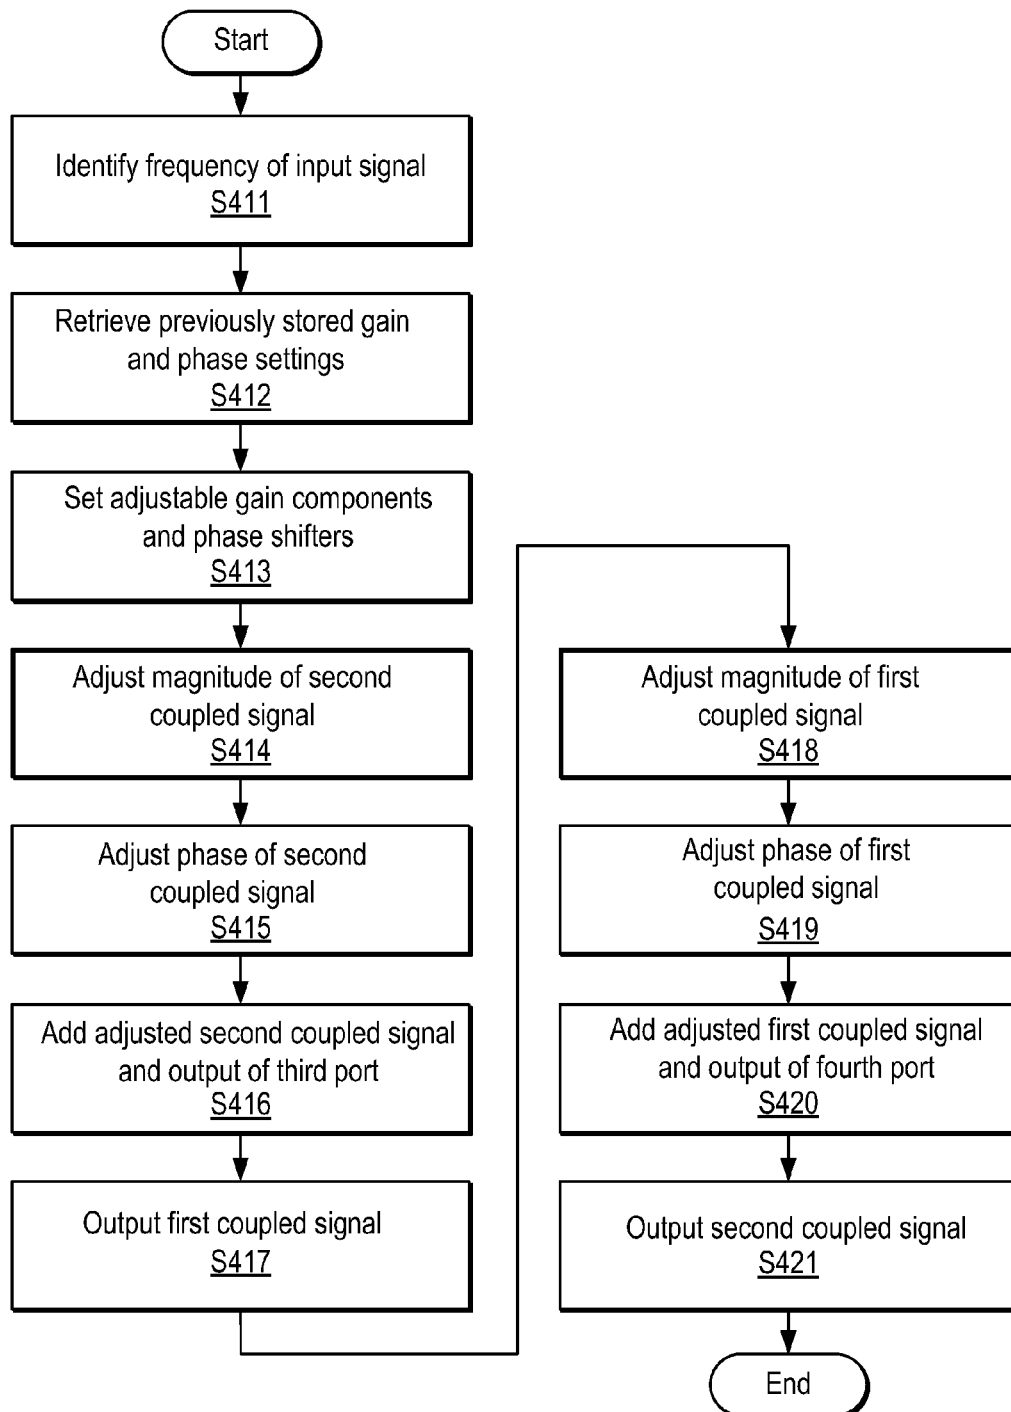 Start
Identify frequency of input signal
S411
Retrieve previously stored gain
and phase settings
S412
Set adjustable gain components
and phase shifters
S413
Adjust magnitude of second
coupled signal
S414
Adjust phase of second
coupled signal
S415
Add adjusted second coupled signal
and output of third port
S416
Output first coupled signal
S417
Adjust magnitude of first
coupled signal
S418
Adjust phase of first
coupled signal
S419
Add adjusted first coupled signal
and output of fourth port
S420
Output second coupled signal
S421
End